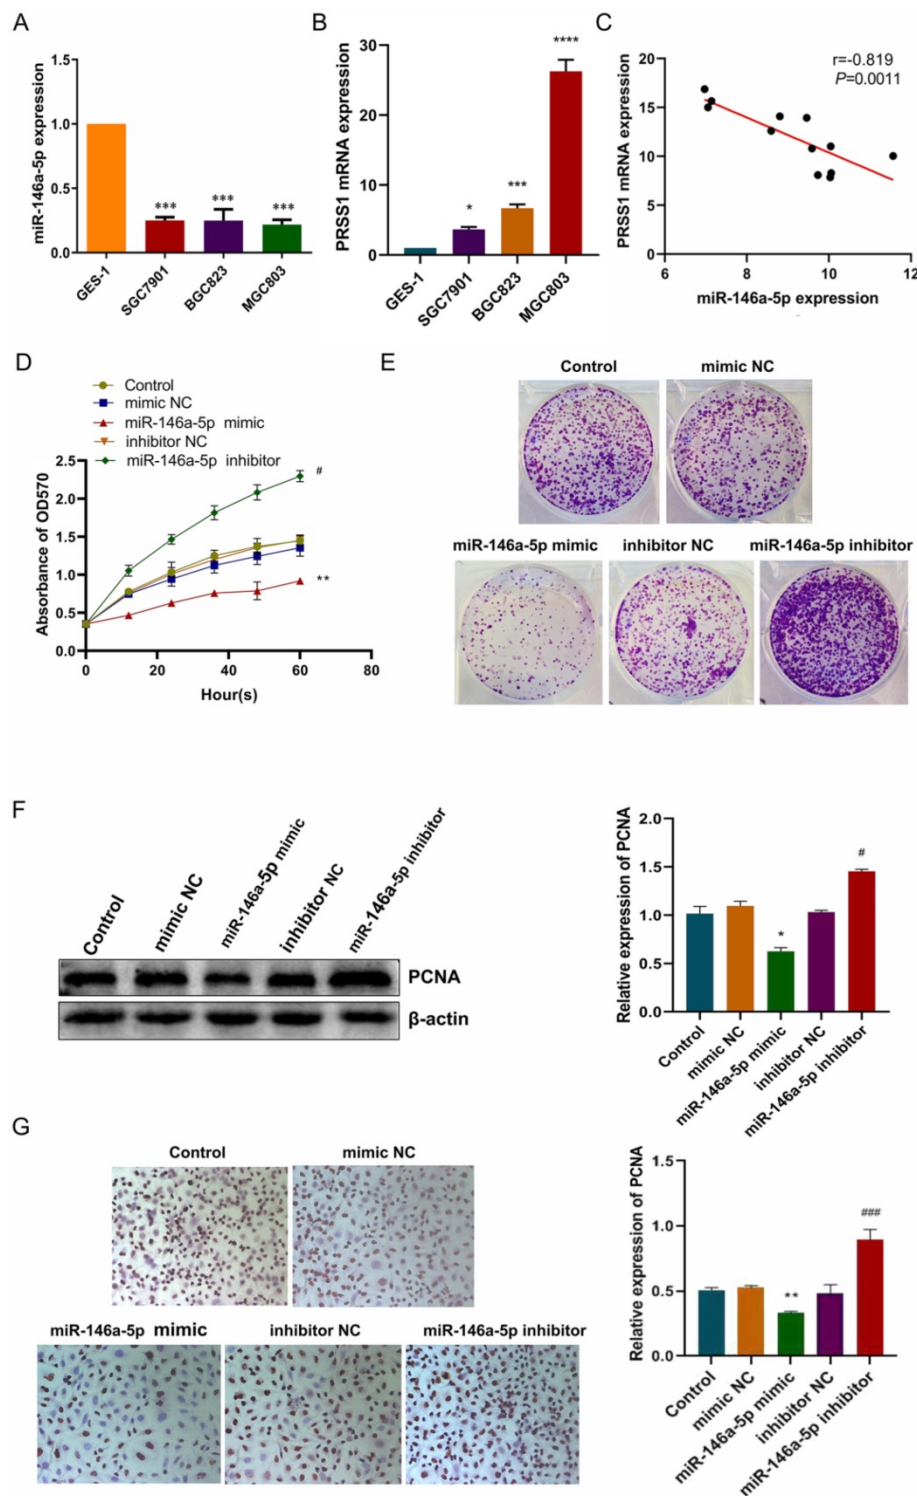 A
miR-146a-5p expression
1.5
1.0
0.5
0.0
***
***
***
GES-1
SGC7901
BGC823
MGC803
B
PRSS1 mRNA expression
30
20
10
0
*
***
****
GES-1
SGC7901
BGC823
MGC803
C
PRSS1 mRNA expression
20
15
10
5
0
r=-0.819
P=0.0011
6
8
10
12
miR-146a-5p expression
D
Control
mimic NC
miR-146a-5p mimic
inhibitor NC
miR-146a-5p inhibitor
Absorbance of OD570
2.5
2.0
1.5
1.0
0.5
0.0
#
**
0
20
40
60
80
Hour(s)
E
Control
mimic NC
miR-146a-5p mimic
inhibitor NC
miR-146a-5p inhibitor
F
Control
mimic NC
miR-146a-5p mimic
inhibitor NC
miR-146a-5p inhibitor
PCNA
β-actin
Relative expression of PCNA
2.0
1.5
1.0
0.5
0.0
*
#
Control
mimic NC
miR-146a-5p mimic
inhibitor NC
miR-146a-5p inhibitor
G
Control
mimic NC
miR-146a-5p mimic
inhibitor NC
miR-146a-5p inhibitor
Relative expression of PCNA
1.5
1.0
0.5
0.0
**
###
Control
mimic NC
miR-146a-5p mimic
inhibitor NC
miR-146a-5p inhibitor